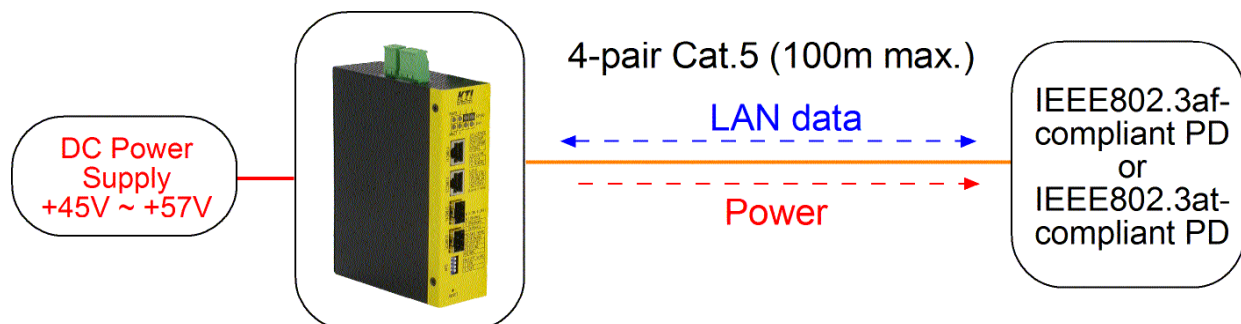 4-pair Cat.5 (100m max.)
LAN data
Power
DC Power
Supply
+45V ~ +57V
KTI
IEEE802.3af-
compliant PD
or
IEEE802.3at-
compliant PD